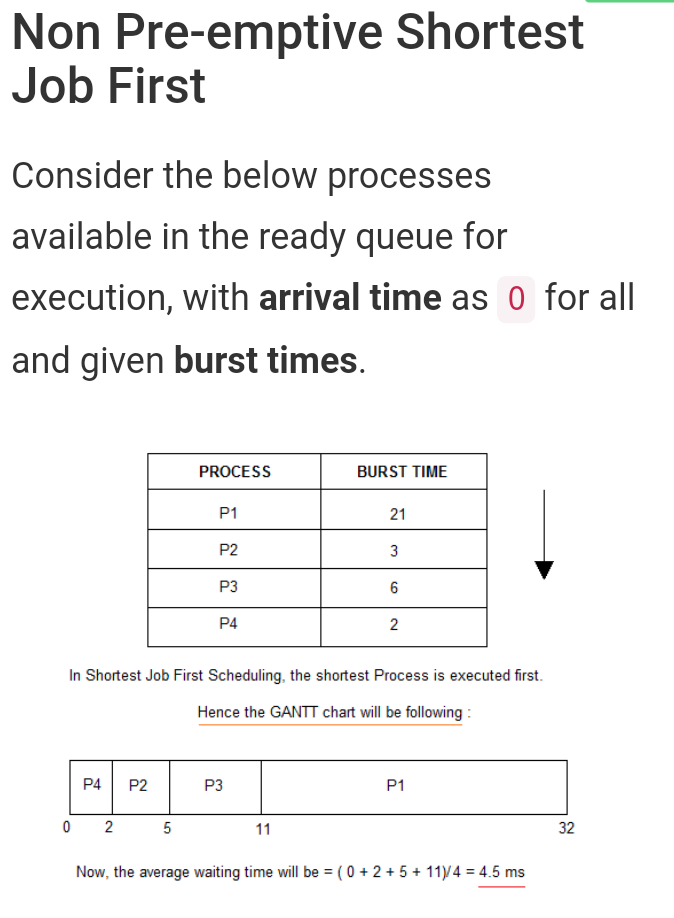 Non Pre-emptive Shortest
Job First
Consider the below processes
available in the ready queue for
execution, with arrival time as 0 for all
and given burst times.
PROCESS BURST TIME
P1 21
P2 3
P3 6
P4 2
In Shortest Job First Scheduling, the shortest Process is executed first.
Hence the GANTT chart will be following :
P4 P2 P3 P1
0 2 5 11 32
Now, the average waiting time will be = ( 0 + 2 + 5 + 11)/4 = 4.5 ms